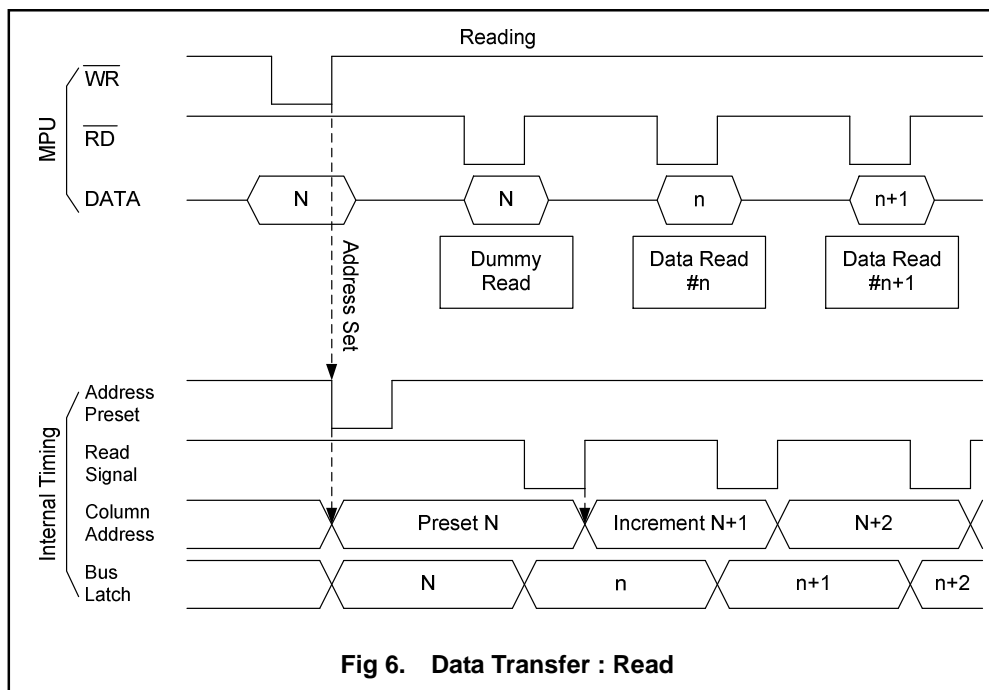 Reading
MPU
WR
RD
DATA
N
N
n
n+1
Dummy
Read
Data Read
#n
Data Read
#n+1
Address Set
Internal Timing
Address
Preset
Read
Signal
Column
Address
Preset N
Increment N+1
N+2
Bus
Latch
N
n
n+1
n+2
Fig 6. Data Transfer : Read